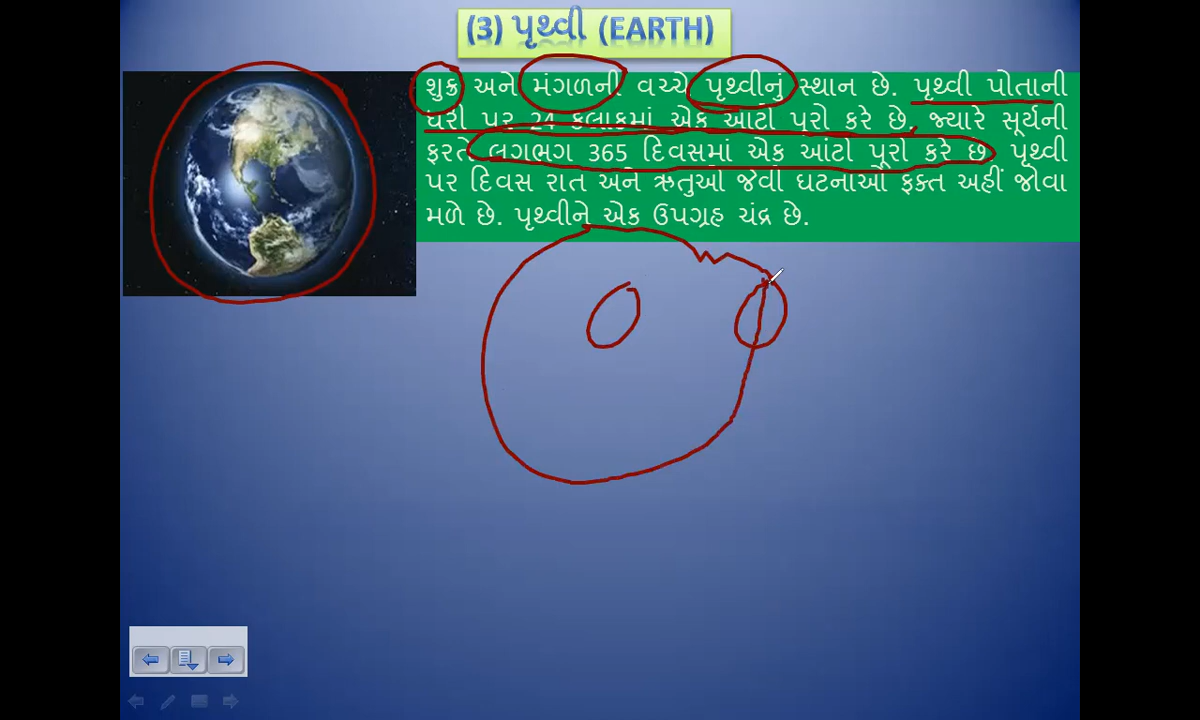 (3) પૃથ્વી (EARTH)
શુક્ર અને મંગળની વચ્ચે પૃથ્વીનું સ્થાન છે. પૃથ્વી પોતાની
ધરી પર 24 કલાકમાં એક આંટો પૂરો કરે છે, જ્યારે સૂર્યની
ફરતે લગભગ 365 દિવસમાં એક આંટો પૂરો કરે છે. પૃથ્વી
પર દિવસ રાત અને ઋતુઓ જેવી ઘટનાઓ ફક્ત અહીં જોવા
મળે છે. પૃથ્વીને એક ઉપગ્રહ ચંદ્ર છે.